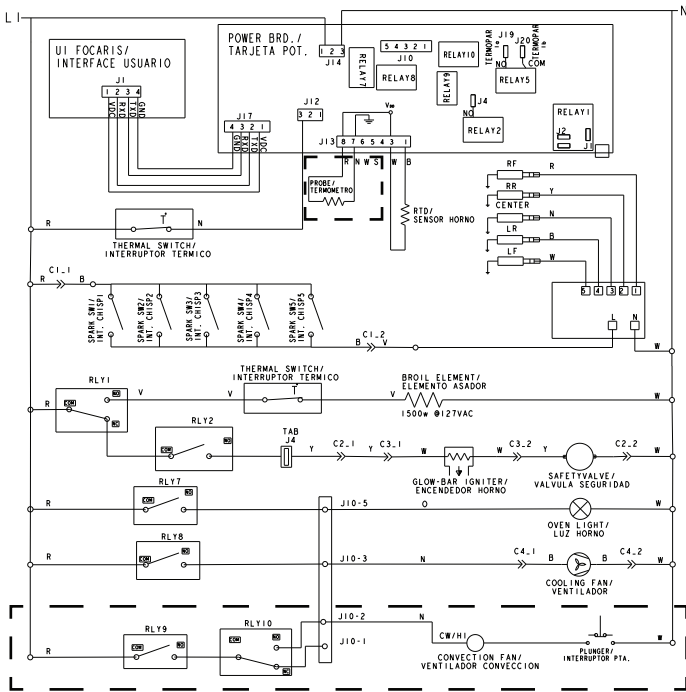 L1
N
UI FOCARIS/
INTERFACE USUARIO
J1
1 2 3 4
VDC
RXD
TXD
GND
POWER BRD./
TARJETA POT.
1 2 3
J14
RELAY7
5 4 3 2 1
J10
RELAY8
RELAY10
RELAY9
TERMOPAR
J19
J20
TERMOPAR
NO
COM
RELAY5
J4
NO
RELAY2
RELAY1
J2
J1
J17
4 3 2 1
GND
RXD
TXD
VDC
J12
3 2 1
J13
8 7 6 5 4 3 1
R N W S W B
PROBE/
TERMOMETRO
RTD/
SENSOR HORNO
RF
R
RR
Y
CENTER
N
LR
B
LF
W
5 4 3 2 1
L N
W
R
N
THERMAL SWITCH/
INTERRUPTOR TERMICO
R
C1_1
B
SPARK SW1/
INT. CHISP1
SPARK SW2/
INT. CHISP2
SPARK SW3/
INT. CHISP3
SPARK SW4/
INT. CHISP4
SPARK SW5/
INT. CHISP5
C1_2
B V
RLY1
R
COM
NO
NC
V
THERMAL SWITCH/
INTERRUPTOR TERMICO
V
BROIL ELEMENT/
ELEMENTO ASADOR
1500w @127VAC
W
RLY2
COM
NO
TAB
J4
Y
C2_1
Y
C3_1
W
GLOW-BAR IGNITER/
ENCENDEDOR HORNO
W
C3_2
Y
SAFETYVALVE/
VALVULA SEGURIDAD
C2_2
W
RLY7
R
COM
NO
J10-5
O
OVEN LIGHT/
LUZ HORNO
W
RLY8
R
COM
NO
J10-3
N
C4_1
B
COOLING FAN/
VENTILADOR
B
C4_2
W
RLY9
R
COM
NO
RLY10
COM
NO
NC
J10-2
J10-1
N
CW/HI
CONVECTION FAN/
VENTILADOR CONVECCION
PLUNGER/
INTERRUPTOR PTA.
W